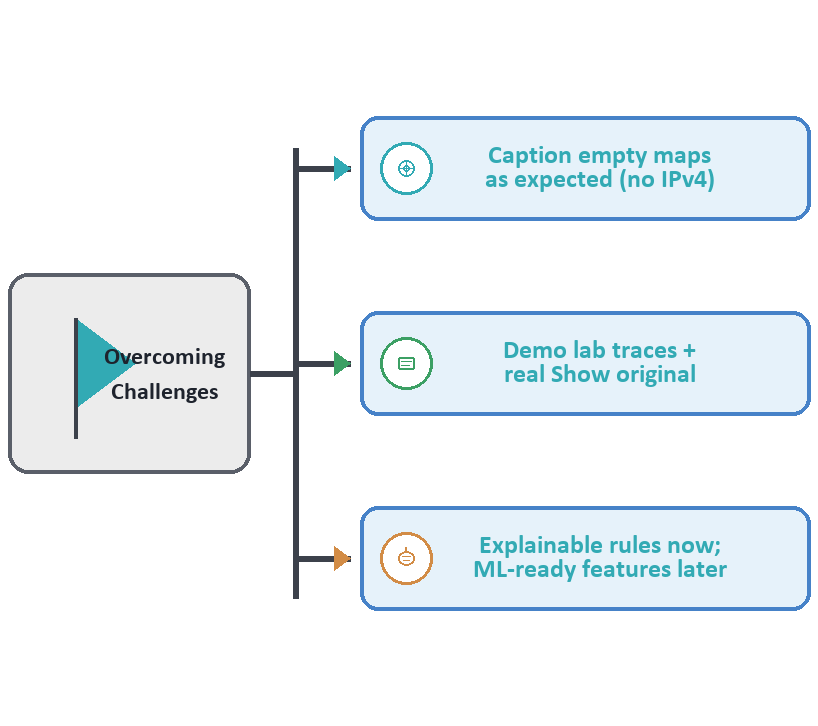 Overcoming
Challenges
Caption empty maps
as expected (no IPv4)
Demo lab traces +
real Show original
Explainable rules now;
ML-ready features later